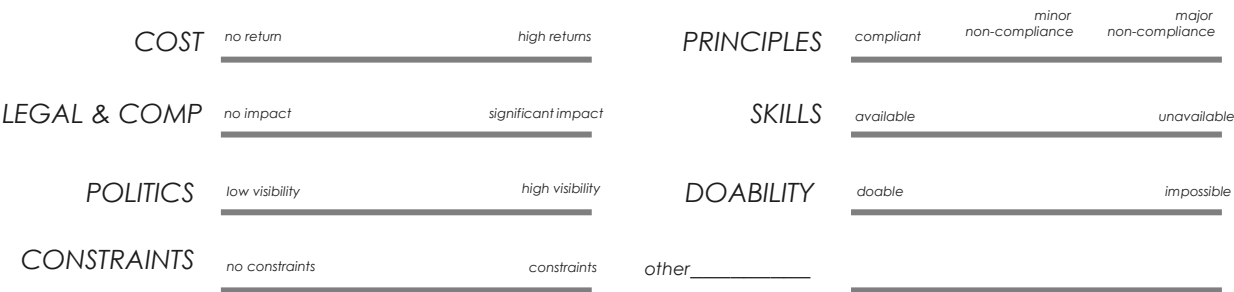 COST no return high returns
LEGAL & COMP no impact significant impact
POLITICS low visibility high visibility
CONSTRAINTS no constraints constraints
minor major
PRINCIPLES compliant non-compliance non-compliance
SKILLS available unavailable
DOABILITY doable impossible
other____________